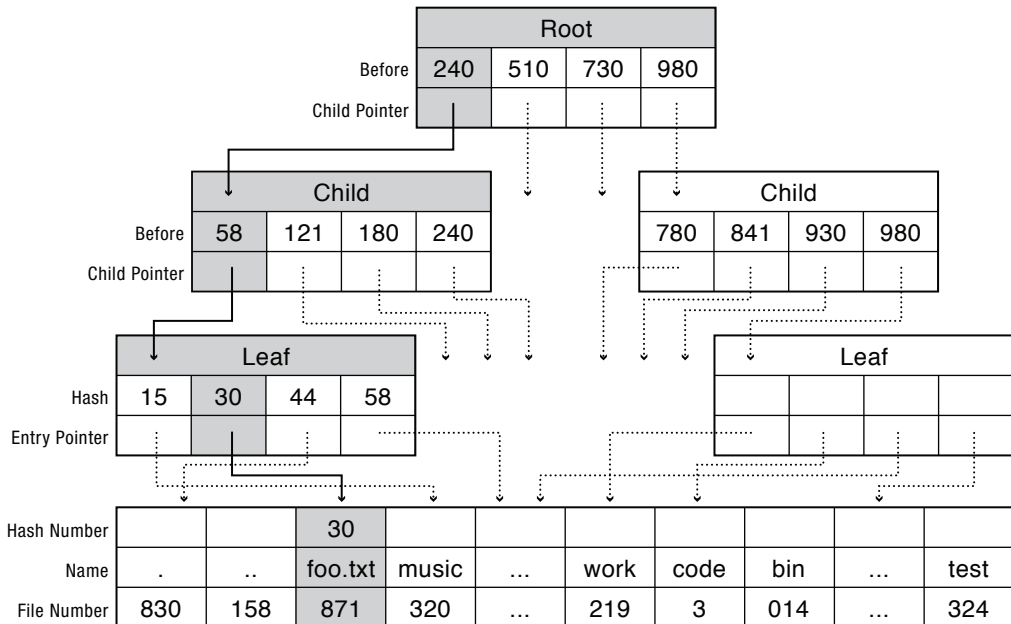 Root
Before 240 510 730 980
Child Pointer
Child Child
Before 58 121 180 240 780 841 930 980
Child Pointer
Leaf Leaf
Hash 15 30 44 58
Entry Pointer
Hash Number 30
Name . .. foo.txt music ... work code bin ... test
File Number 830 158 871 320 ... 219 3 014 ... 324